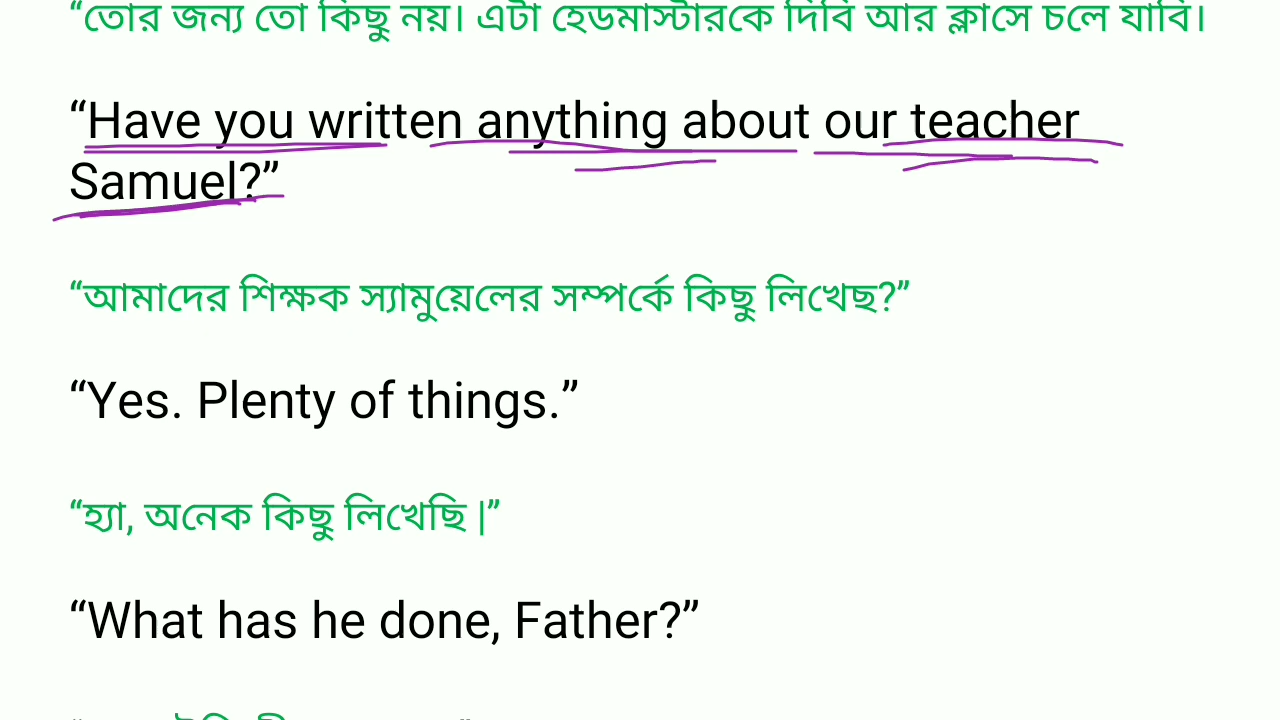 “তোর জন্য তো কিছু নয়। এটা হেডমাস্টারকে দিবি আর ক্লাসে চলে যাবি।
“Have you written anything about our teacher
Samuel?”
“আমাদের শিক্ষক স্যামুয়েলের সম্পর্কে কিছু লিখেছ?”
“Yes. Plenty of things.”
“হ্যা, অনেক কিছু লিখেছি|”
“What has he done, Father?”